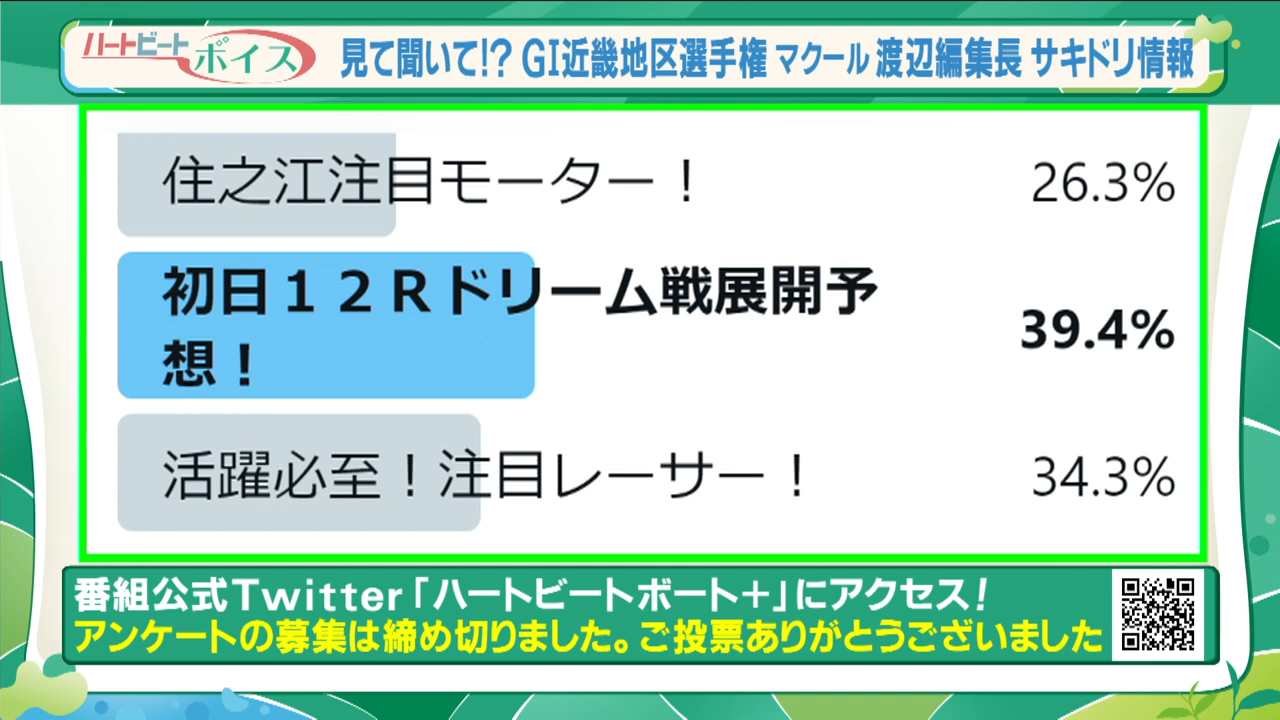 ハートビートボイス 見て聞いて!? GI近畿地区選手権 マクール 渡辺編集長 サキドリ情報
住之江注目モーター！ 26.3%
初日１２Ｒドリーム戦展開予
想！ 39.4%
活躍必至！注目レーサー！ 34.3%
番組公式Twitter「ハートビートボート＋」にアクセス!
アンケートの募集は締め切りました。ご投票ありがとうございました